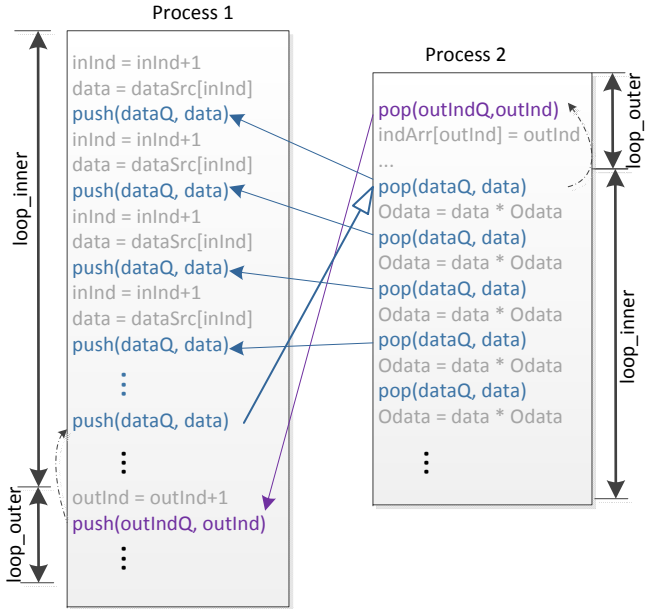 Process 1
inInd = inInd+1
data = dataSrc[inInd]
push(dataQ, data)
inInd = inInd+1
data = dataSrc[inInd]
push(dataQ, data)
inInd = inInd+1
data = dataSrc[inInd]
push(dataQ, data)
inInd = inInd+1
data = dataSrc[inInd]
push(dataQ, data)
⋮
push(dataQ, data)
⋮
outInd = outInd+1
push(outIndQ, outInd)
⋮
loop_inner
loop_outer
Process 2
pop(outIndQ,outInd)
indArr[outInd] = outInd
...
pop(dataQ, data)
Odata = data * Odata
pop(dataQ, data)
Odata = data * Odata
pop(dataQ, data)
Odata = data * Odata
pop(dataQ, data)
Odata = data * Odata
pop(dataQ, data)
Odata = data * Odata
⋮
loop_outer
loop_inner